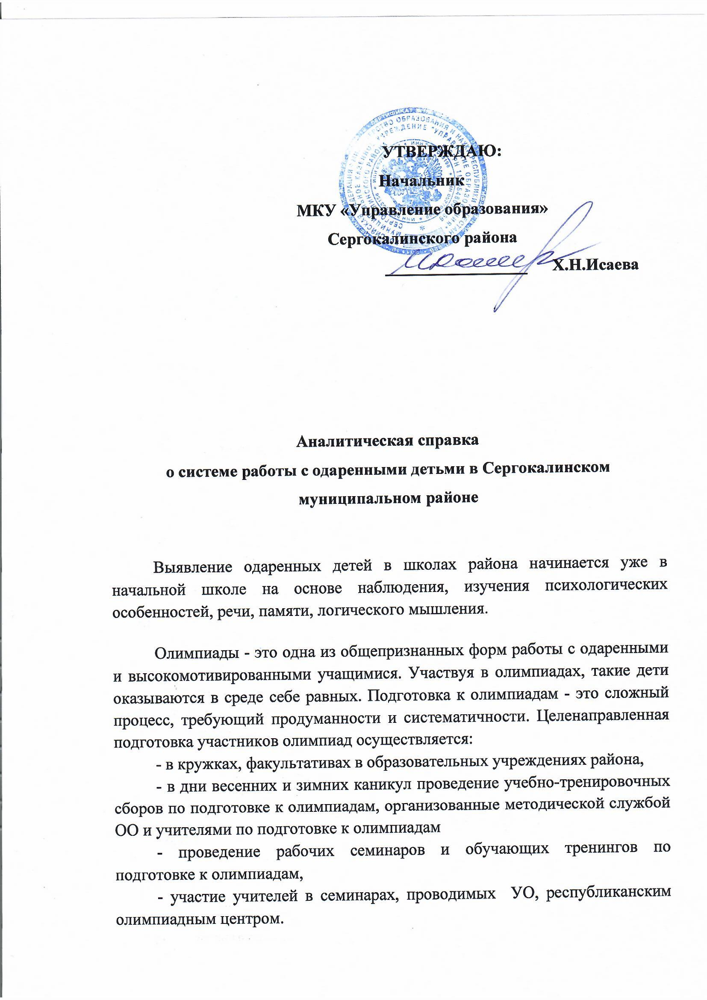 УТВЕРЖДАЮ:
Начальник
МКУ «Управление образования»
Сергокалинского района
Х.Н.Исаева
Аналитическая справка
о системе работы с одаренными детьми в Сергокалинском
муниципальном районе
Выявление одаренных детей в школах района начинается уже в
начальной школе на основе наблюдения, изучения психологических
особенностей, речи, памяти, логического мышления.
Олимпиады - это одна из общепризнанных форм работы с одаренными
и высокомотивированными учащимися. Участвуя в олимпиадах, такие дети
оказываются в среде себе равных. Подготовка к олимпиадам - это сложный
процесс, требующий продуманности и систематичности. Целенаправленная
подготовка участников олимпиад осуществляется:
- в кружках, факультативах в образовательных учреждениях района,
- в дни весенних и зимних каникул проведение учебно-тренировочных
сборов по подготовке к олимпиадам, организованные методической службой
ОО и учителями по подготовке к олимпиадам
- проведение рабочих семинаров и обучающих тренингов по
подготовке к олимпиадам,
- участие учителей в семинарах, проводимых УО, республиканским
олимпиадным центром.